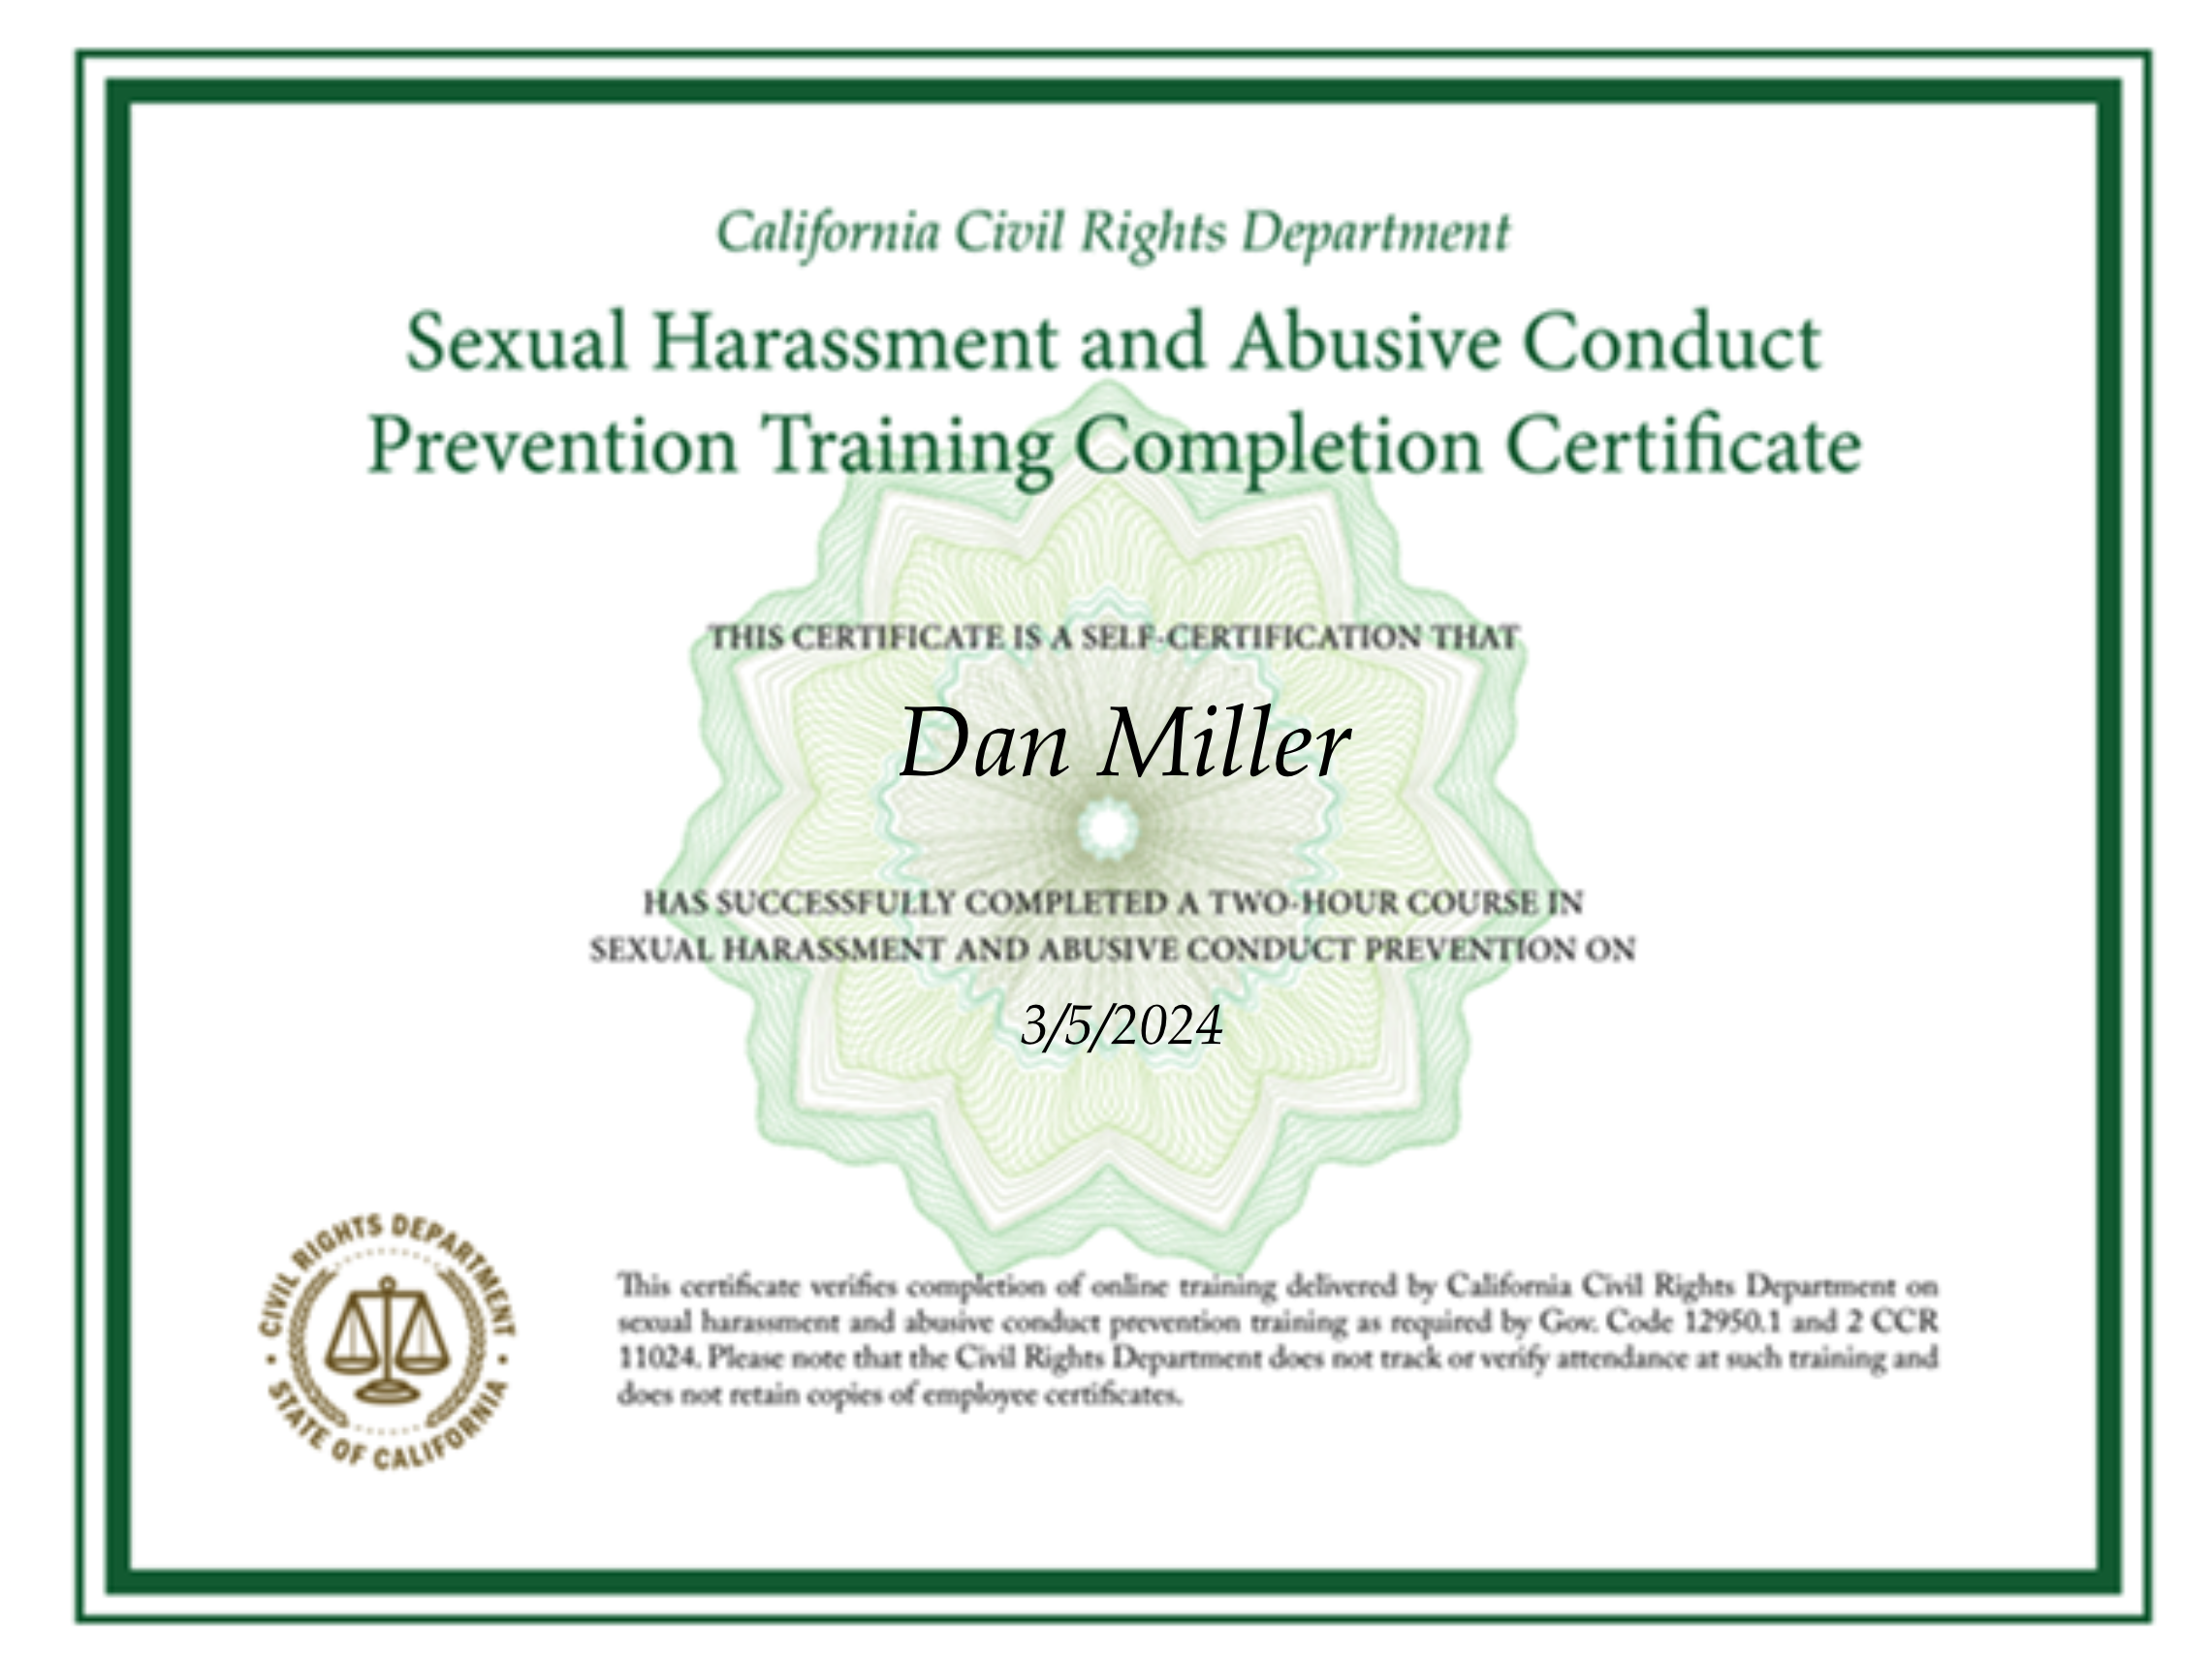 California Civil Rights Department
Sexual Harassment and Abusive Conduct
Prevention Training Completion Certificate
THIS CERTIFICATE IS A SELF-CERTIFICATION THAT
Dan Miller
HAS SUCCESSFULLY COMPLETED A TWO-HOUR COURSE IN
SEXUAL HARASSMENT AND ABUSIVE CONDUCT PREVENTION ON
3/5/2024
CIVIL RIGHTS DEPARTMENT
STATE OF CALIFORNIA
This certificate verifies completion of online training delivered by California Civil Rights Department on
sexual harassment and abusive conduct prevention training as required by Gov. Code 12950.1 and 2 CCR
11024. Please note that the Civil Rights Department does not track or verify attendance at such training and
does not retain copies of employee certificates.